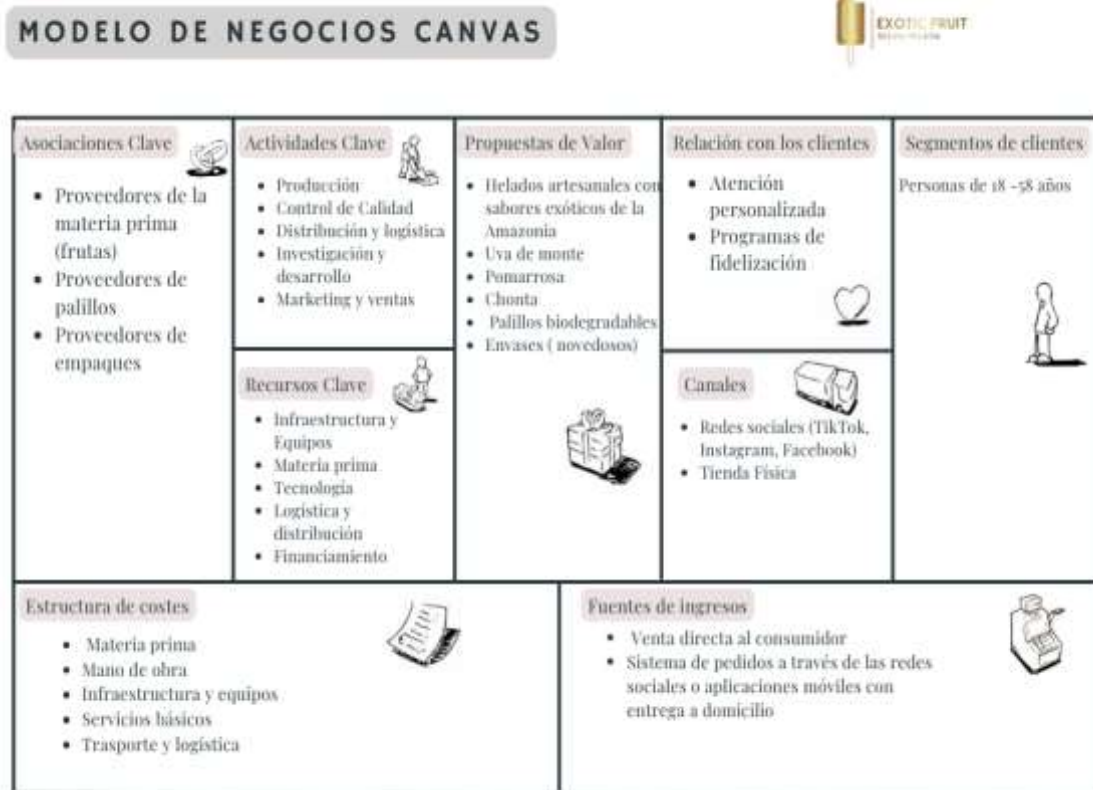 MODELO DE NEGOCIOS CANVAS
EXOTIC FRUIT
Asociaciones Clave
Proveedores de la
materia prima
(frutas)
Proveedores de
palillos
Proveedores de
empaques
Actividades Clave
Producción
Control de Calidad
Distribución y logística
Investigación y
desarrollo
Marketing y ventas
Recursos Clave
Infraestructura y
Equipos
Materia prima
Tecnología
Logística y
distribución
Financiamiento
Propuestas de Valor
Helados artesanales con
sabores exóticos de la
Amazonia
Uva de monte
Pomarrosa
Chonta
Palillos biodegradables
Envases ( novedosos)
Relación con los clientes
Atención
personalizada
Programas de
fidelización
Canales
Redes sociales (TikTok,
Instagram, Facebook)
Tienda Física
Segmentos de clientes
Personas de 18 -58 años
Estructura de costes
Materia prima
Mano de obra
Infraestructura y equipos
Servicios básicos
Trasporte y logística
Fuentes de ingresos
Venta directa al consumidor
Sistema de pedidos a través de las redes
sociales o aplicaciones móviles con
entrega a domicilio